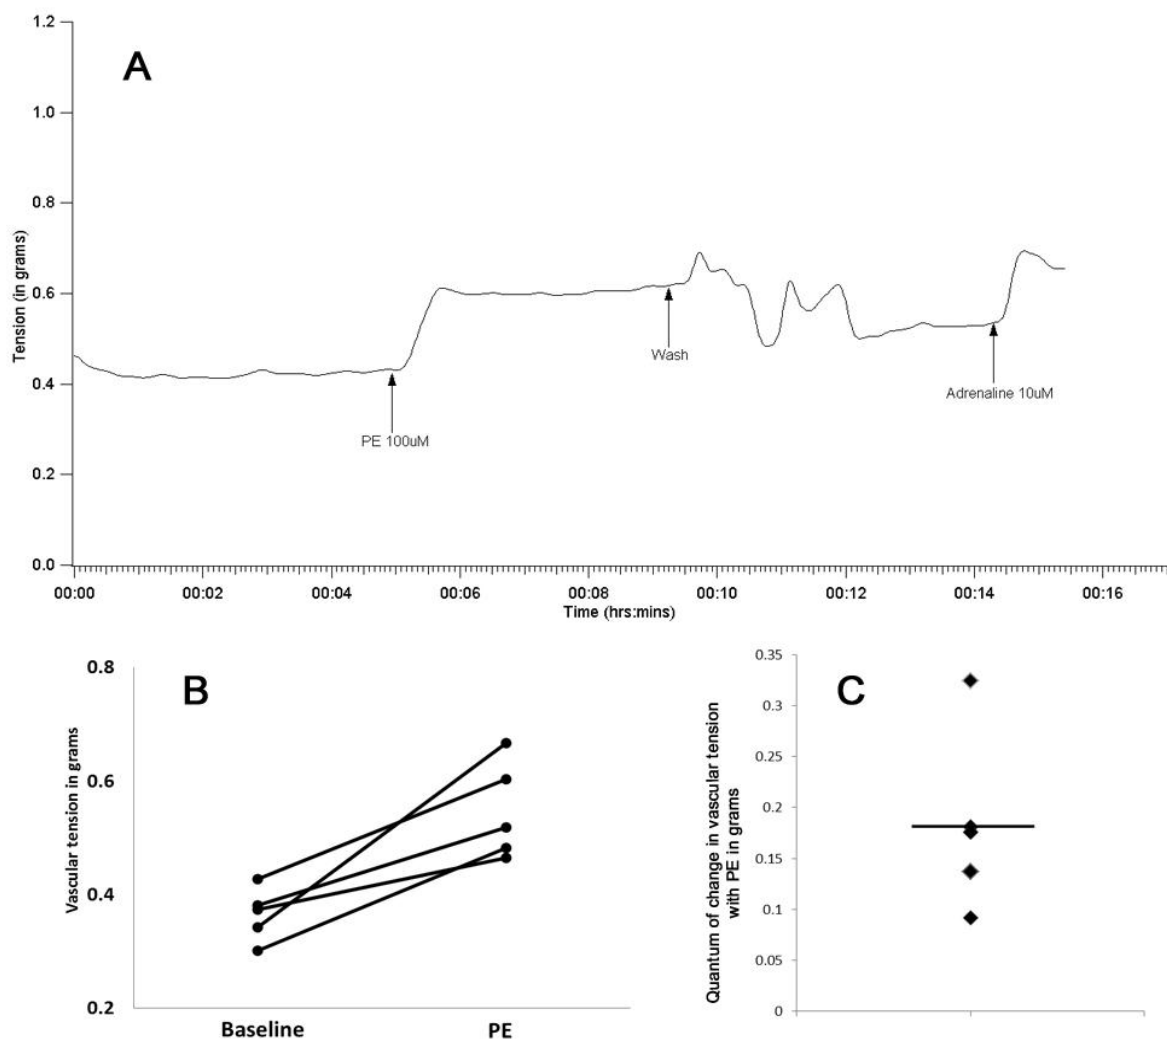 A
1.2
1.0
0.8
0.6
0.4
0.2
0.0
Tension (in grams)
PE 100uM
Wash
Adrenaline 10uM
00:00 00:02 00:04 00:06 00:08 00:10 00:12 00:14 00:16
Time (hrs:mins)
B
0.8
0.6
0.4
0.2
Vascular tension in grams
Baseline PE
C
0.35
0.3
0.25
0.2
0.15
0.1
0.05
0
Quantum of change in vascular tension
with PE in grams